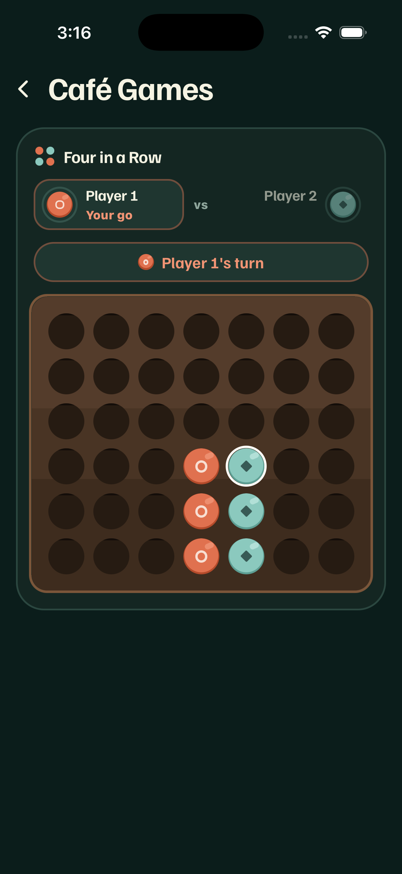 3:16
Café Games
Four in a Row
Player 1
Your go
vs
Player 2
Player 1's turn